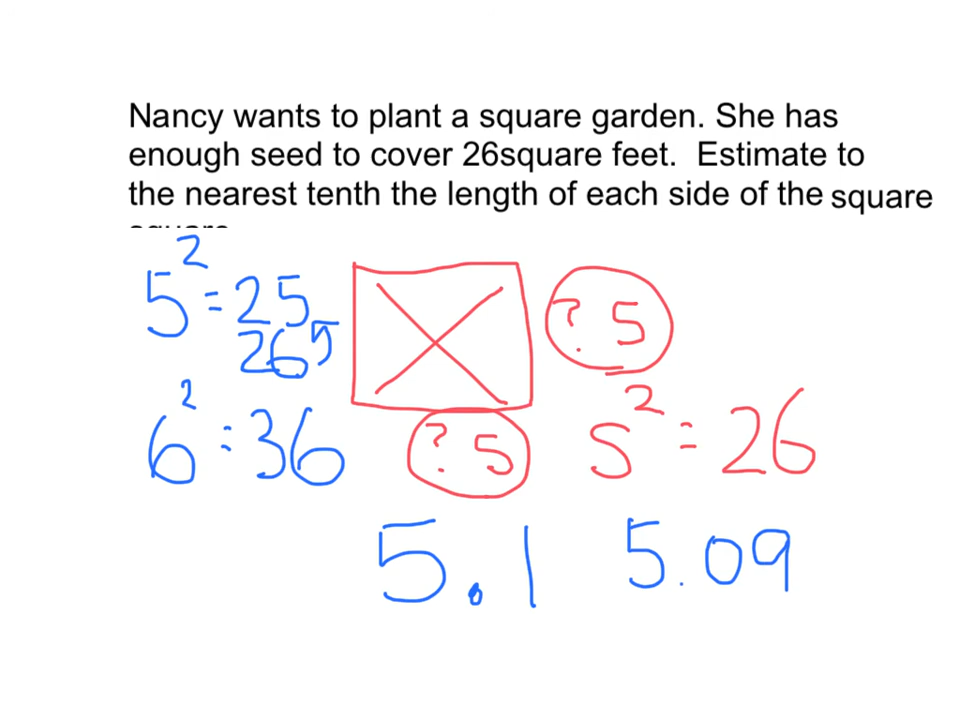 Nancy wants to plant a square garden. She has
enough seed to cover 26square feet. Estimate to
the nearest tenth the length of each side of the square
5² = 25
26 5
6² = 36
? 5
? 5
s² = 26
5.1 5.09